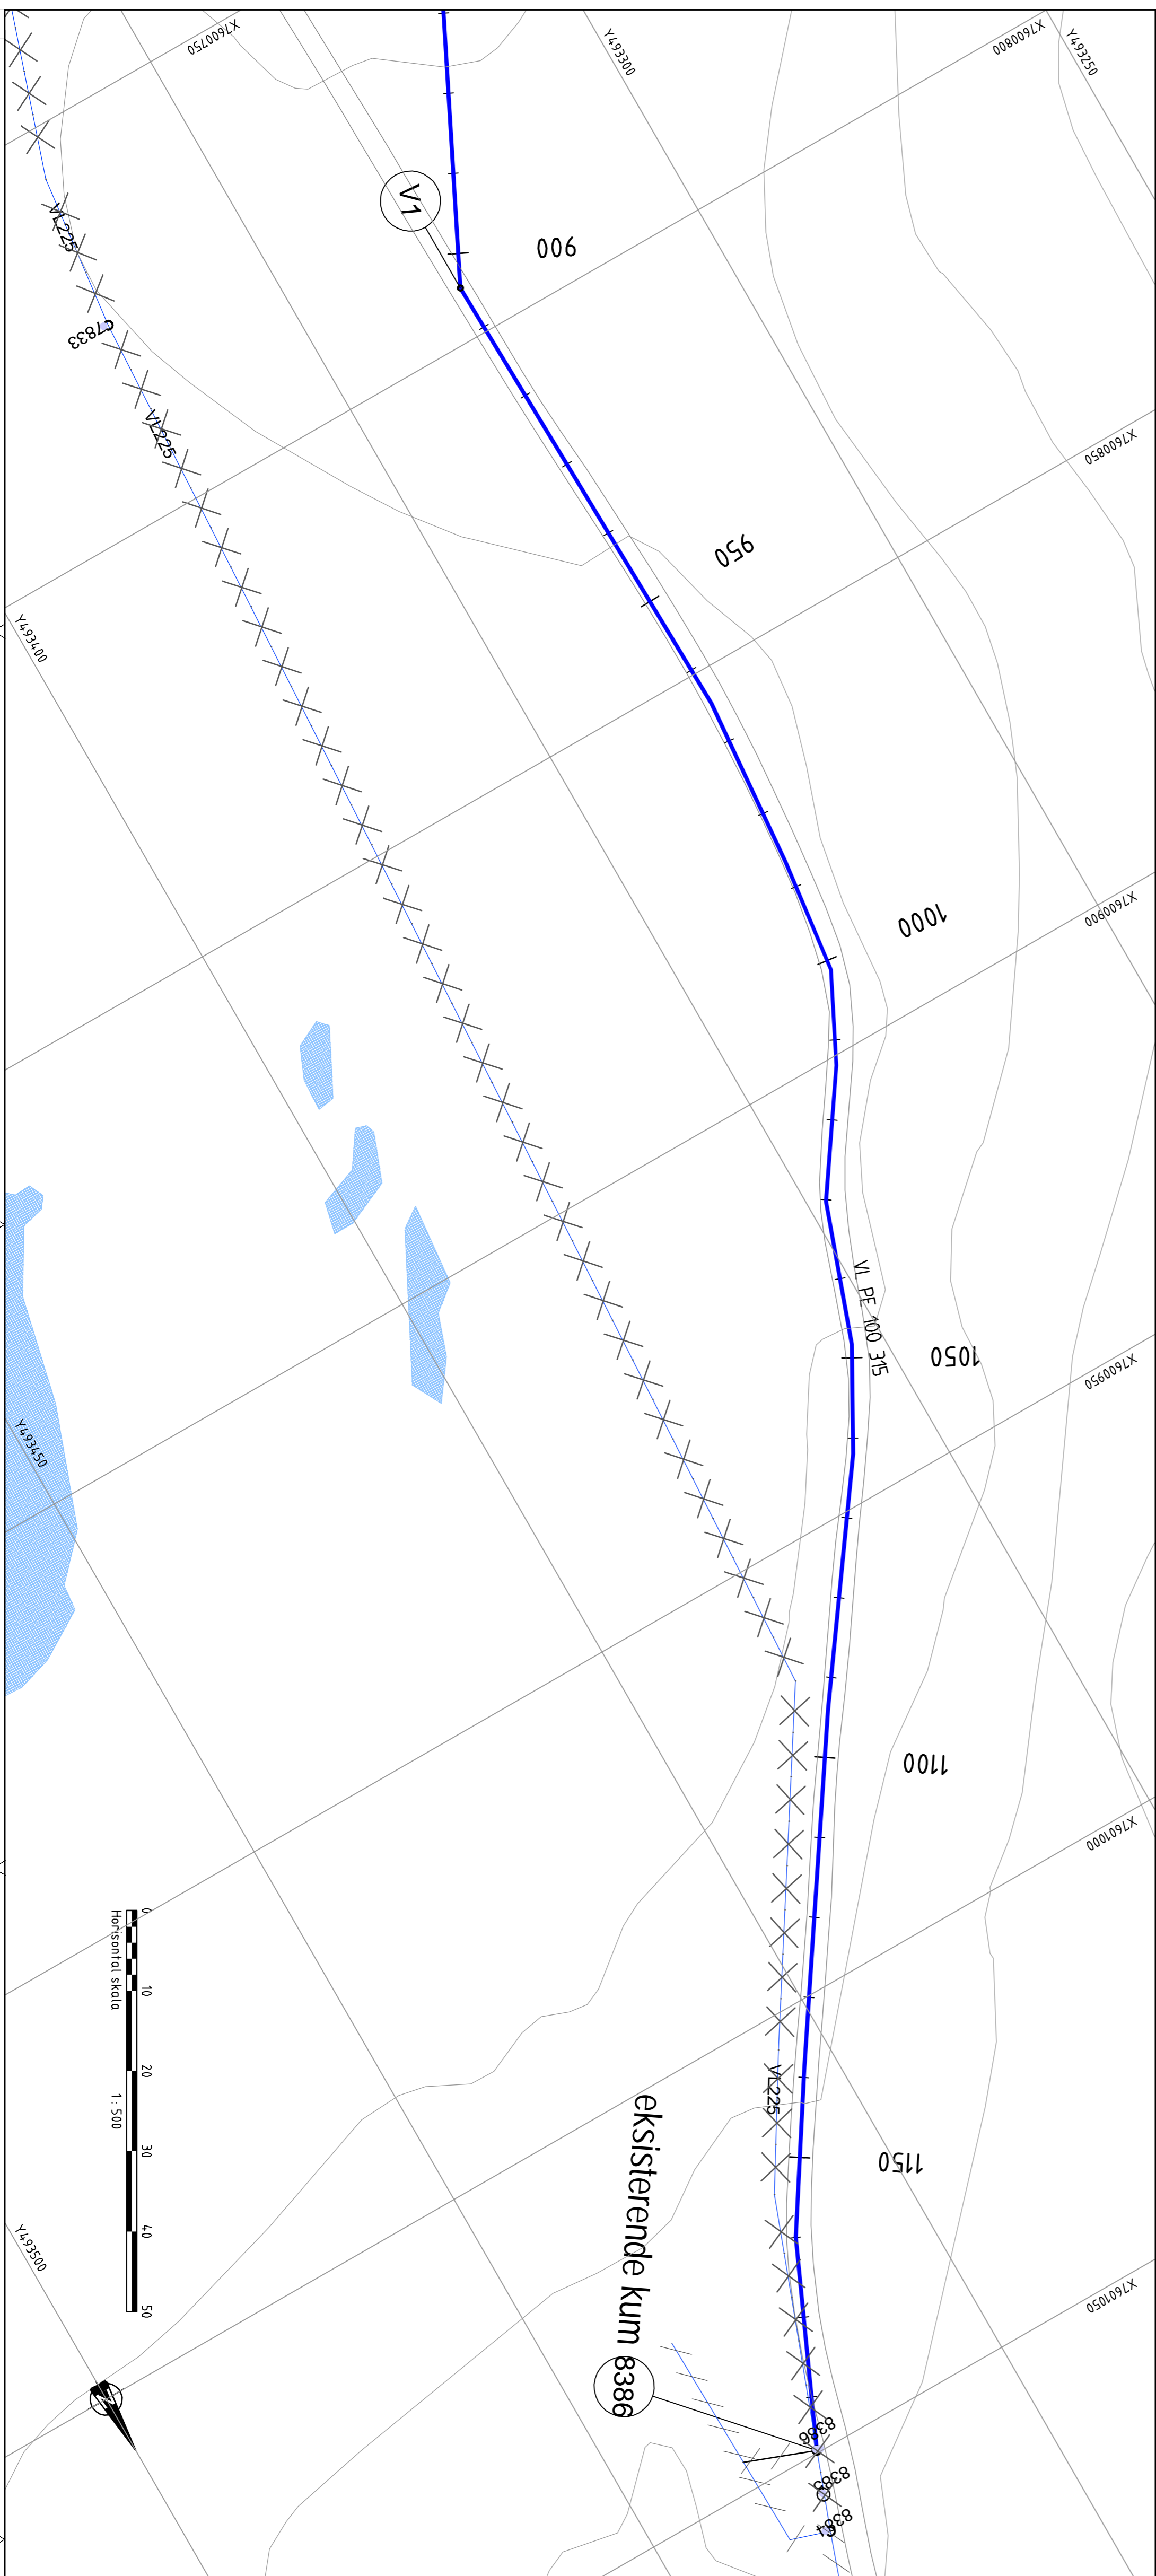 X7600750
Y493300
X7600800
Y493250
V1
900
VL225
C7833
VL225
X7600850
950
Y493400
X7600900
1000
VL PE 100 315
1050
X7600950
Y493450
1100
X7601000
0 10 20 30 40 50
Horisontal skala 1: 500
VL225
1150
eksisterende kum 8386
Y493500
X7601050
8386
8385